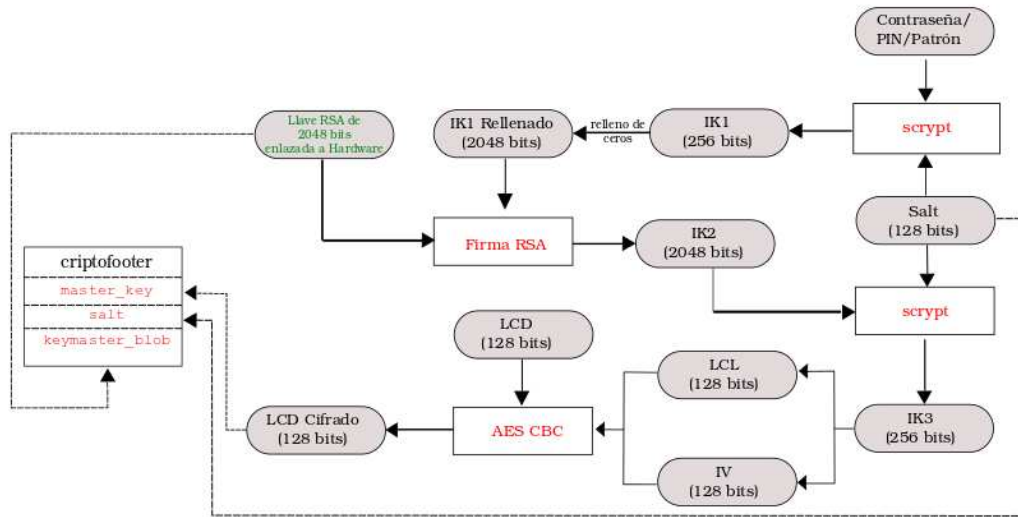 Contraseña/
PIN/Patrón
Llave RSA de
2048 bits
enlazada a Hardware
IK1 Rellenado
(2048 bits)
relleno de
ceros
IK1
(256 bits)
scrypt
Salt
(128 bits)
Firma RSA
IK2
(2048 bits)
criptofooter
master_key
salt
keymaster_blob
scrypt
LCD
(128 bits)
LCL
(128 bits)
LCD Cifrado
(128 bits)
AES CBC
IK3
(256 bits)
IV
(128 bits)